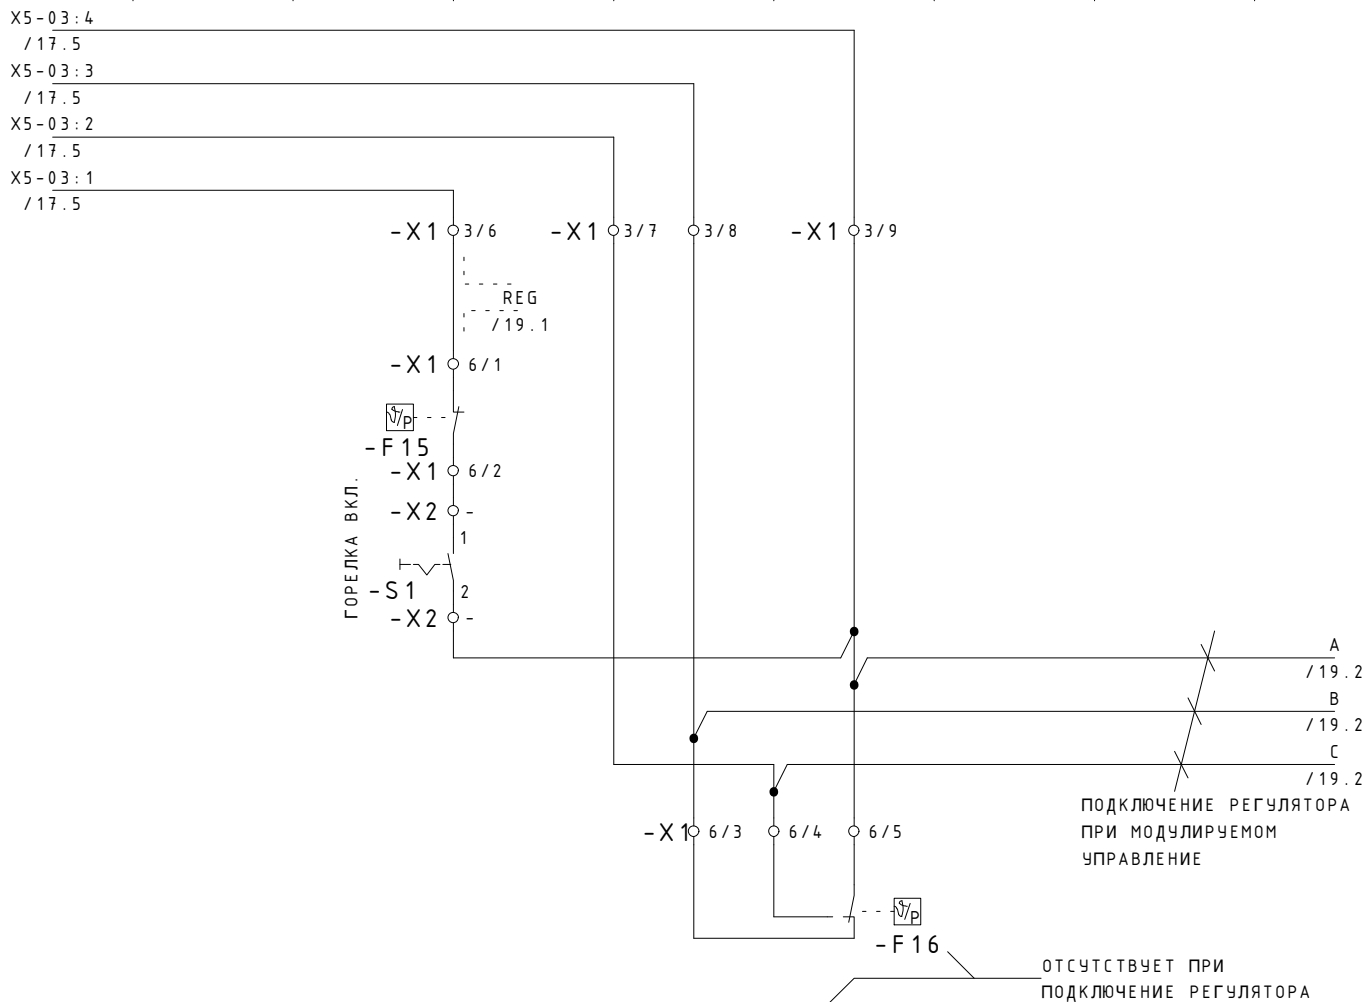 X5-03:4
/17.5
X5-03:3
/17.5
X5-03:2
/17.5
X5-03:1
/17.5
-X1 3/6 -X1 3/7 3/8 -X1 3/9
REG
/19.1
-X1 6/1
ϑ/P
-F15
-X1 6/2
-X2 -
1
ГОРЕЛКА ВКЛ.
-S1 2
-X2 -
A
/19.2
B
/19.2
C
/19.2
ПОДКЛЮЧЕНИЕ РЕГУЛЯТОРА
ПРИ МОДУЛИРУЕМОМ
УПРАВЛЕНИЕ
-X1 6/3 6/4 6/5
ϑ/P
-F16
ОТСУТСТВУЕТ ПРИ
ПОДКЛЮЧЕНИЕ РЕГУЛЯТОРА